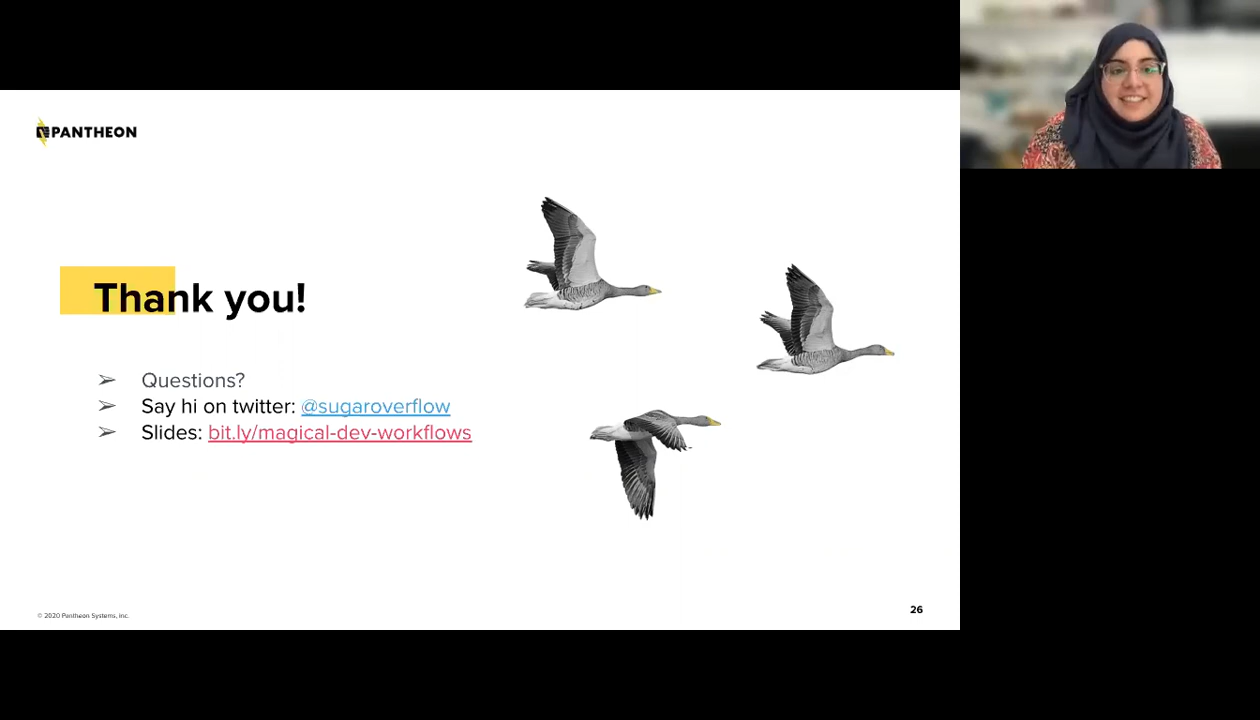 PANTHEON
Thank you!
➢ Questions?
➢ Say hi on twitter: @sugaroverflow
➢ Slides: bit.ly/magical-dev-workflows
© 2020 Pantheon Systems, Inc.
26